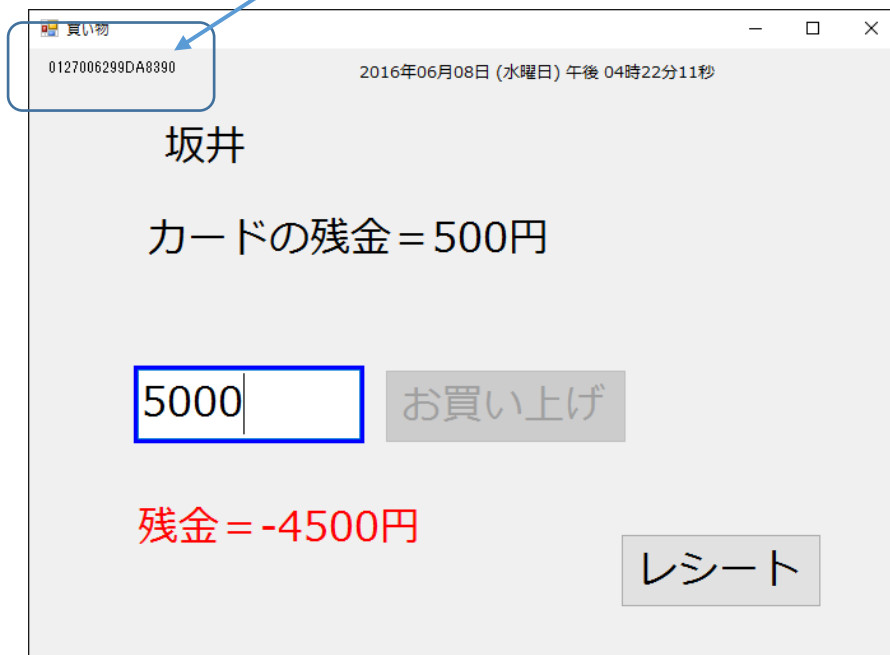 買い物
0127006299DA8390
2016年06月08日 (水曜日) 午後 04時22分11秒
坂井
カードの残金＝500円
5000
お買い上げ
残金＝-4500円
レシート